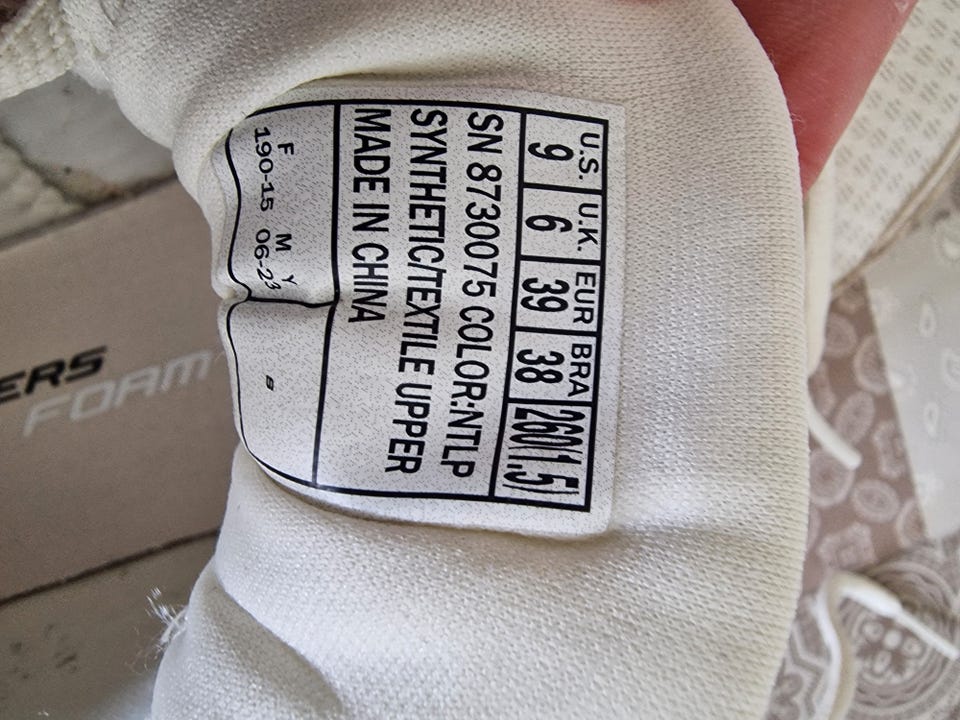 U.S. U.K. EUR BRA
9 6 39 38 260(1.5)
SN 8730075 COLOR:NTLP
SYNTHETIC/TEXTILE UPPER
MADE IN CHINA
F M Y
190-15 06-23
ERS
FOAM